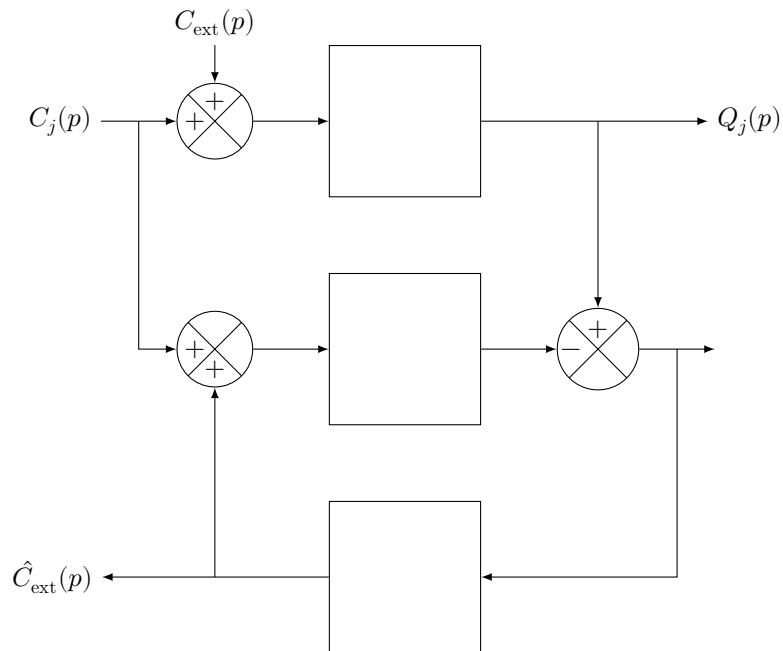 C_ext(p)
C_j(p)
+
+
Q_j(p)
+
+
+
−
Ĉ_ext(p)